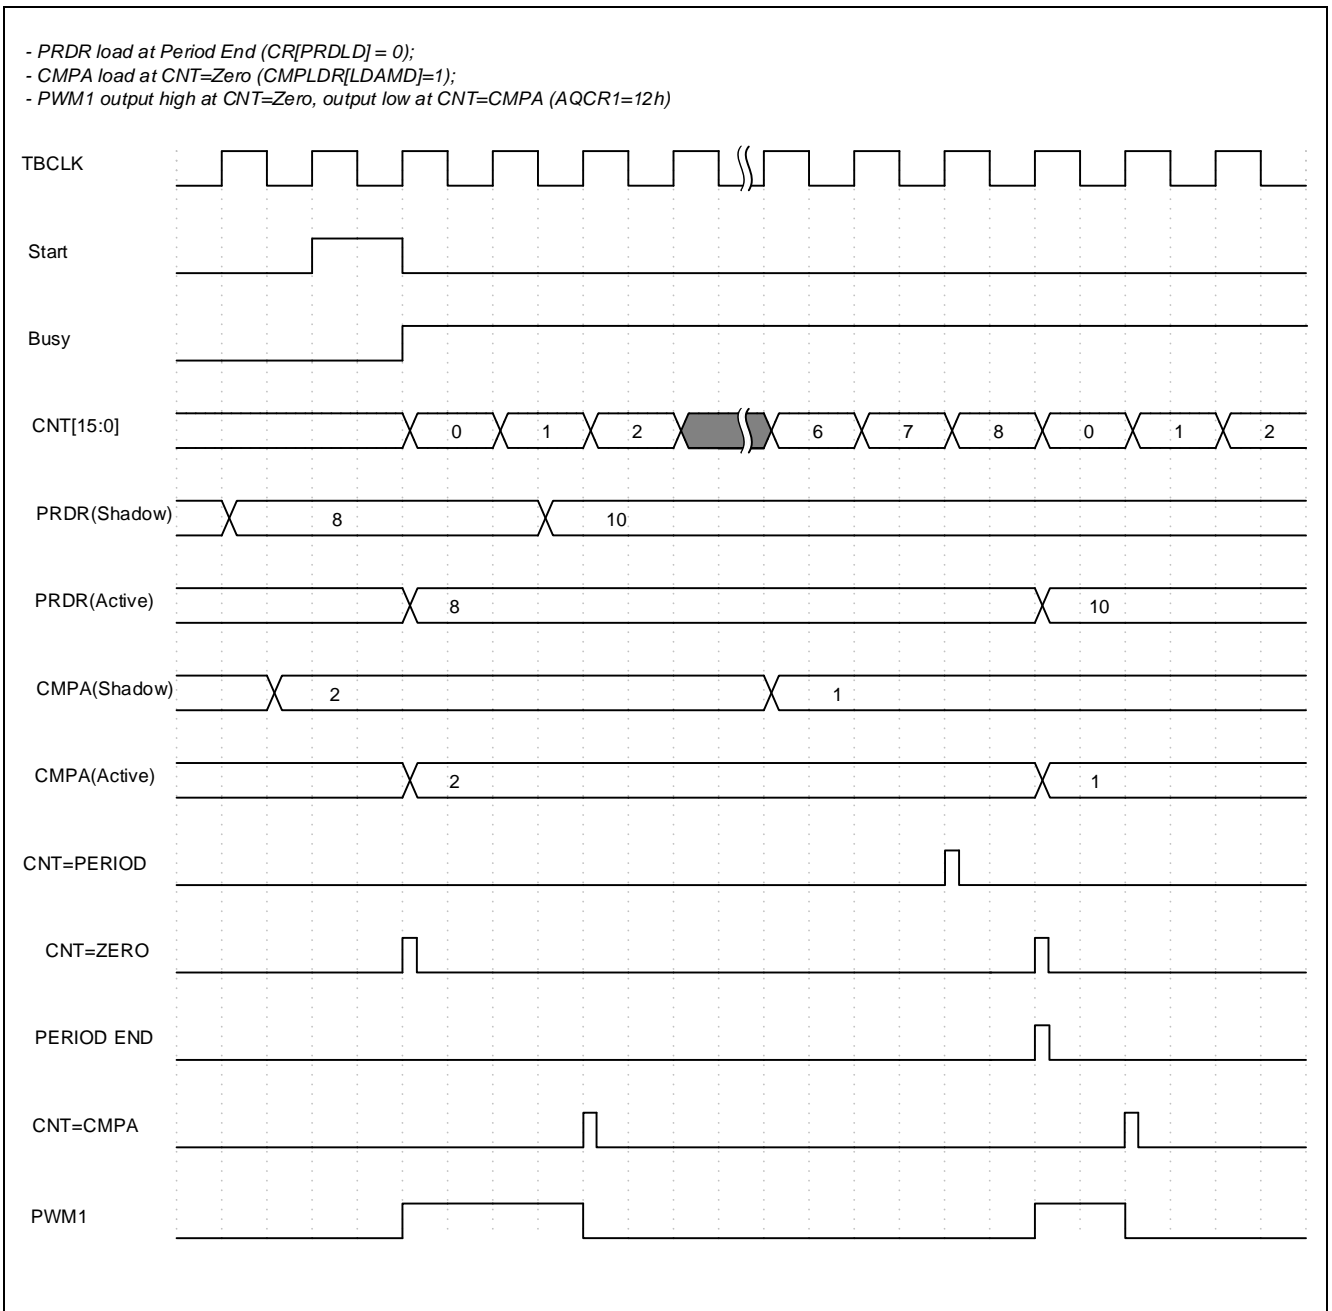 - PRDR load at Period End (CR[PRDLD] = 0);
- CMPA load at CNT=Zero (CMPLDR[LDAMD]=1);
- PWM1 output high at CNT=Zero, output low at CNT=CMPA (AQCR1=12h)
TBCLK
Start
Busy
CNT[15:0] 0 1 2 6 7 8 0 1 2
PRDR(Shadow) 8 10
PRDR(Active) 8 10
CMPA(Shadow) 2 1
CMPA(Active) 2 1
CNT=PERIOD
CNT=ZERO
PERIOD END
CNT=CMPA
PWM1